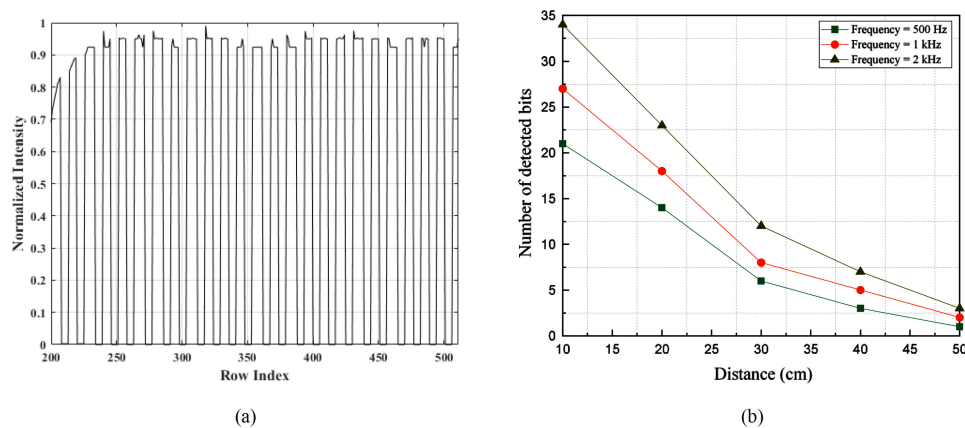 1
0.9
0.8
0.7
0.6
0.5
0.4
0.3
0.2
0.1
0
Normalized Intensity
200 250 300 350 400 450 500
Row Index
(a)
35
30
25
20
15
10
5
0
Number of detected bits
Frequency = 500 Hz
Frequency = 1 kHz
Frequency = 2 kHz
10 15 20 25 30 35 40 45 50
Distance (cm)
(b)